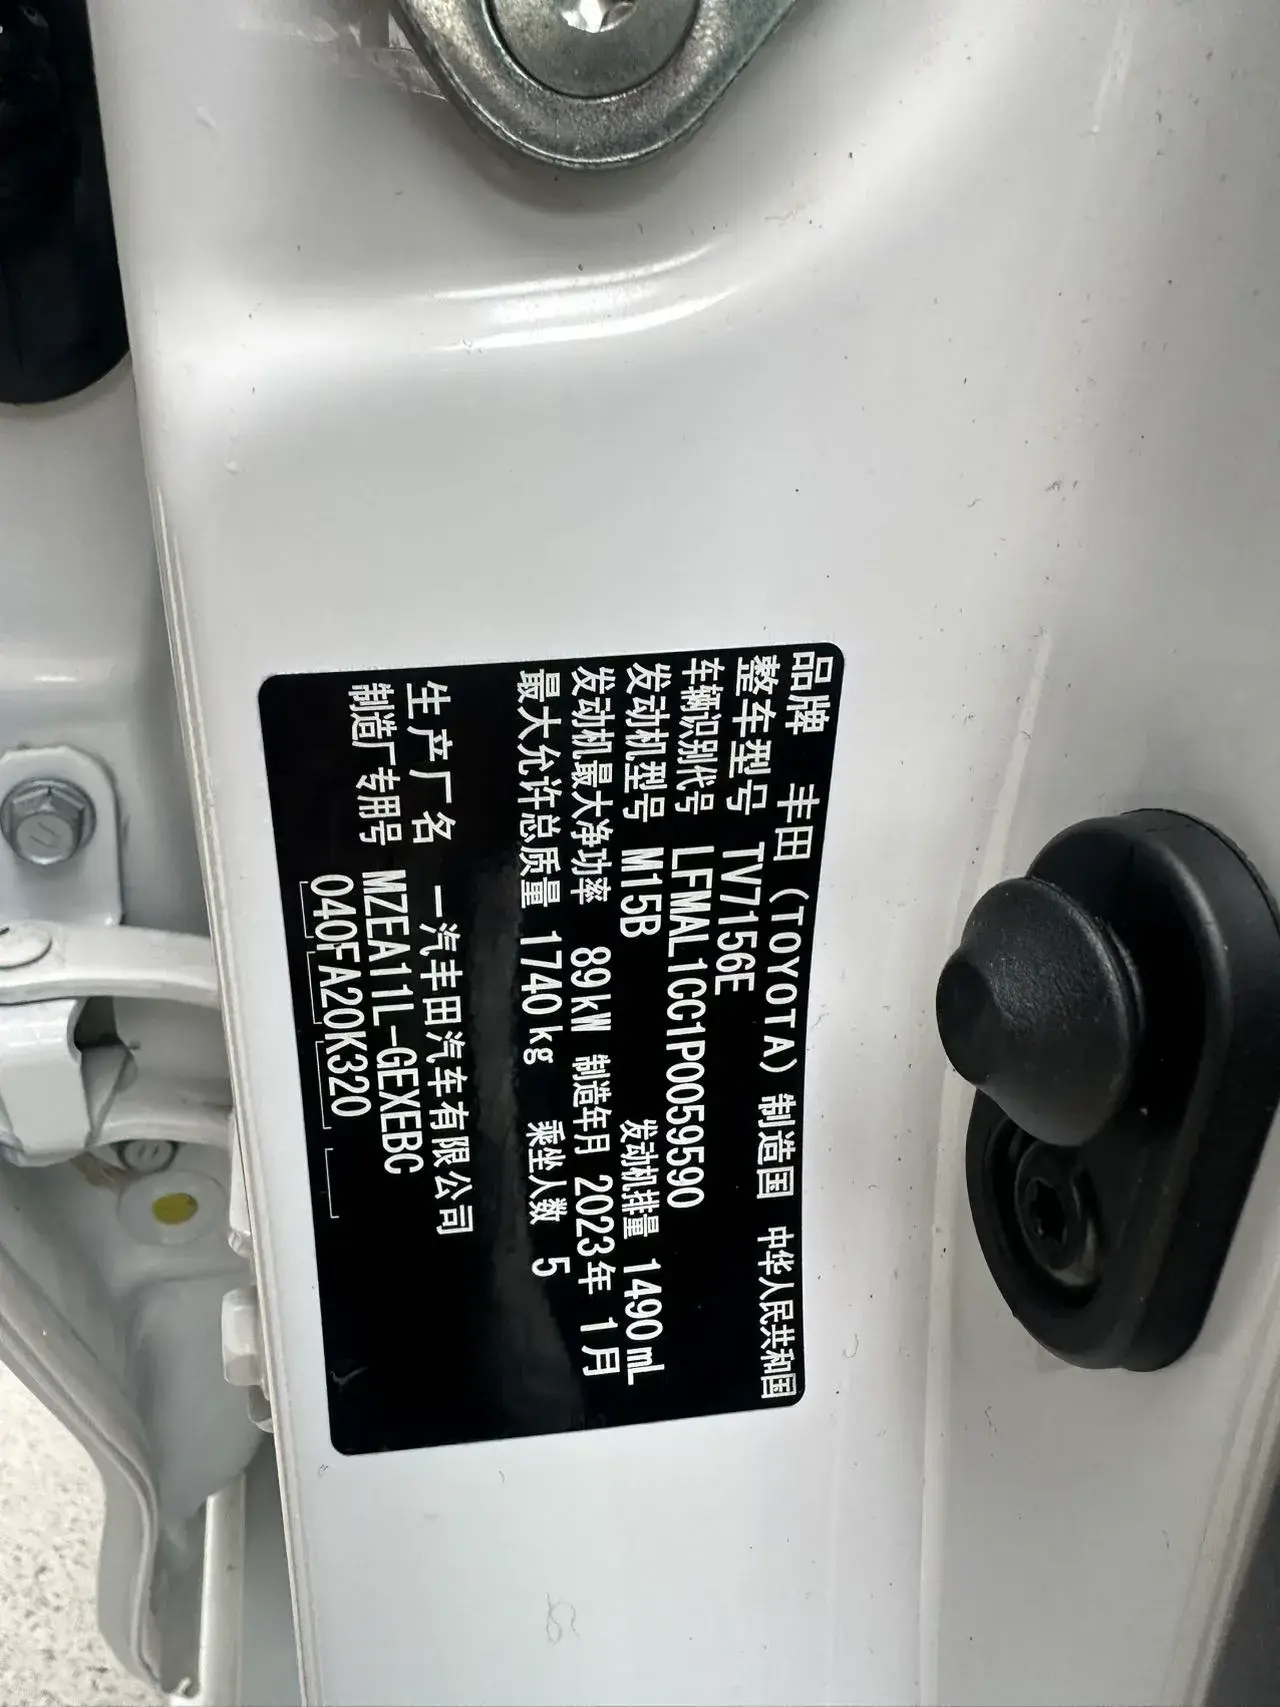 品牌 丰田 (TOYOTA) 制造国 中华人民共和国
整车型号 TV7156E
车辆识别代号 LFMAL1CC1P0059590
发动机型号 M15B 发动机排量 1490mL
发动机最大净功率 89kW 制造年月 2023年 1月
最大允许总质量 1740kg 乘坐人数 5
生产厂名 一汽丰田汽车有限公司
制造厂专用号 MZEA11L-GEXEBC
040FA20K320